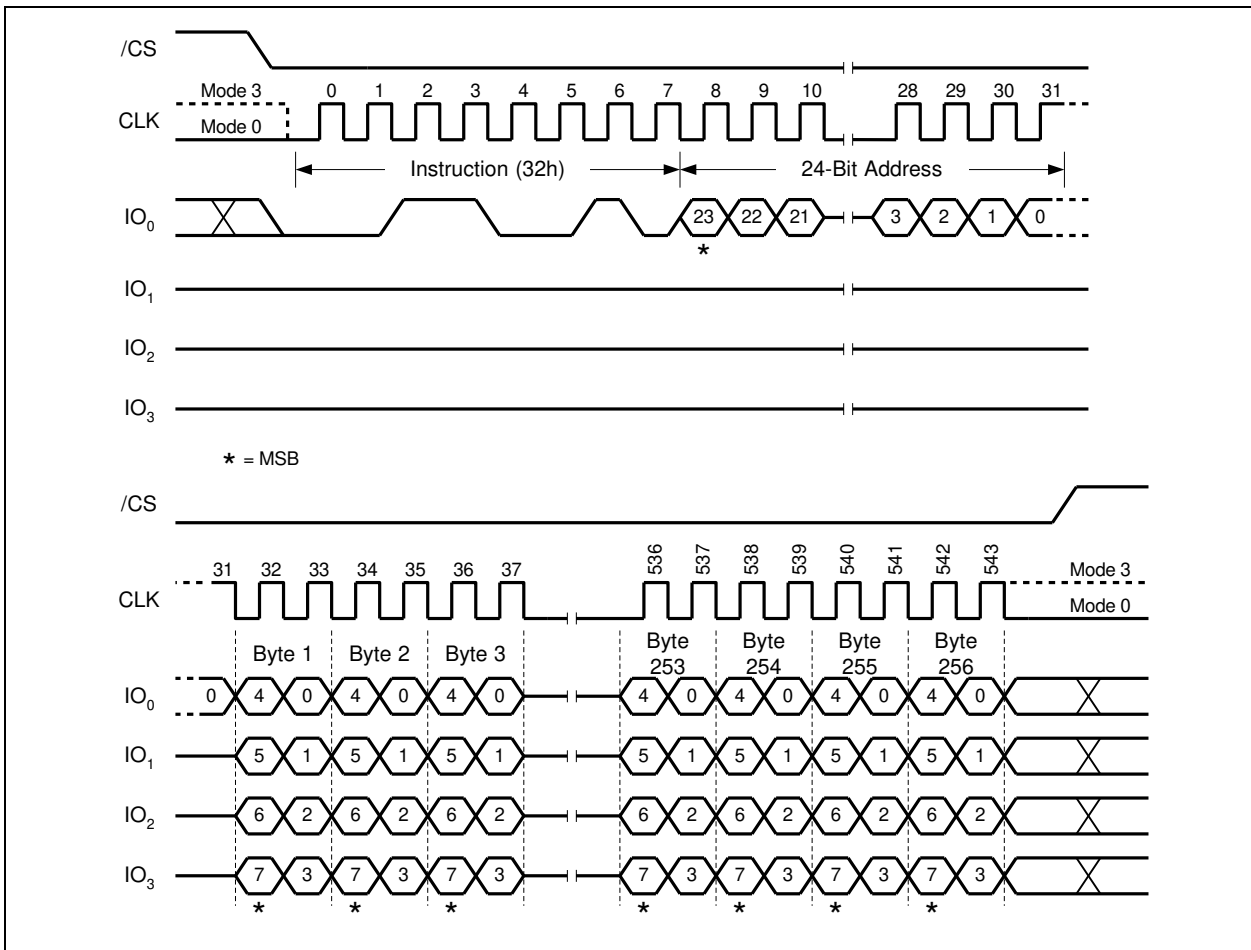 /CS
Mode 3 0 1 2 3 4 5 6 7 8 9 10 28 29 30 31
CLK
Mode 0
Instruction (32h) 24-Bit Address
IO0 23 22 21 3 2 1 0
*
IO1
IO2
IO3
* = MSB
/CS
31 32 33 34 35 36 37 536 537 538 539 540 541 542 543 Mode 3
CLK
Mode 0
Byte 1 Byte 2 Byte 3 Byte 253 Byte 254 Byte 255 Byte 256
IO0 0 4 0 4 0 4 0 4 0 4 0 4 0 4 0
IO1 5 1 5 1 5 1 5 1 5 1 5 1 5 1
IO2 6 2 6 2 6 2 6 2 6 2 6 2 6 2
IO3 7 3 7 3 7 3 7 3 7 3 7 3 7 3
* * * * * * *